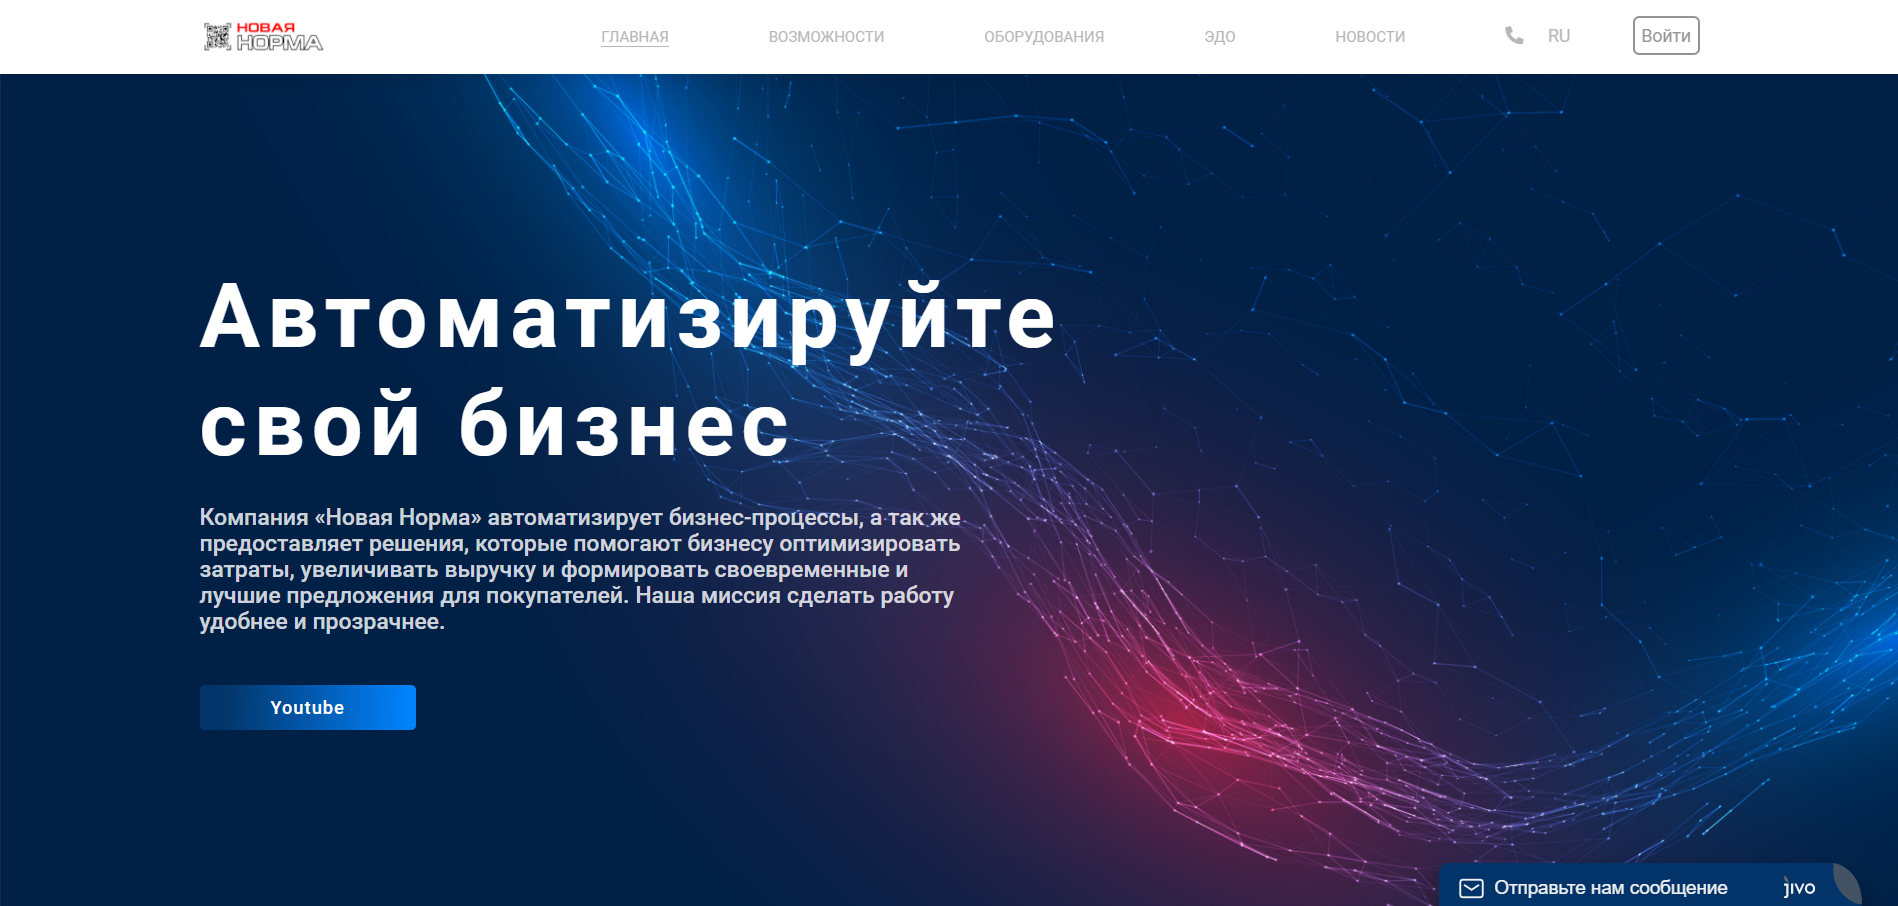 НОВАЯ
НОРМА
ГЛАВНАЯ
ВОЗМОЖНОСТИ
ОБОРУДОВАНИЯ
ЭДО
НОВОСТИ
RU
Войти
Автоматизируйте
свой бизнес
Компания «Новая Норма» автоматизирует бизнес-процессы, а так же
предоставляет решения, которые помогают бизнесу оптимизировать
затраты, увеличивать выручку и формировать своевременные и
лучшие предложения для покупателей. Наша миссия сделать работу
удобнее и прозрачнее.
Youtube
Отправьте нам сообщение
jivo